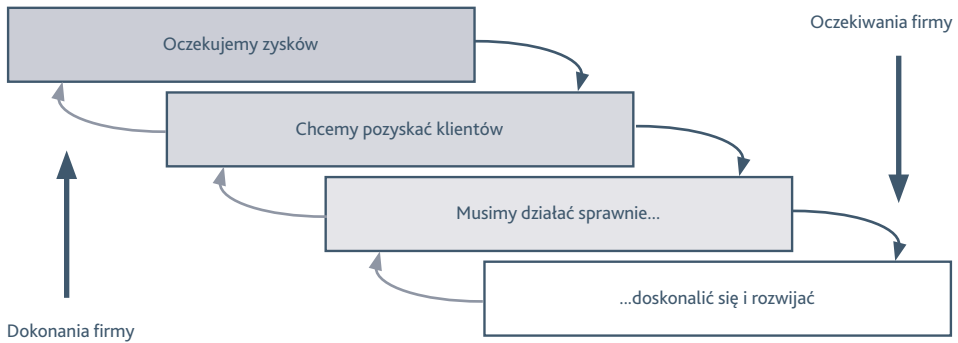 Oczekiwania firmy
Oczekujemy zysków
Chcemy pozyskać klientów
Musimy działać sprawnie...
...doskonalić się i rozwijać
Dokonania firmy